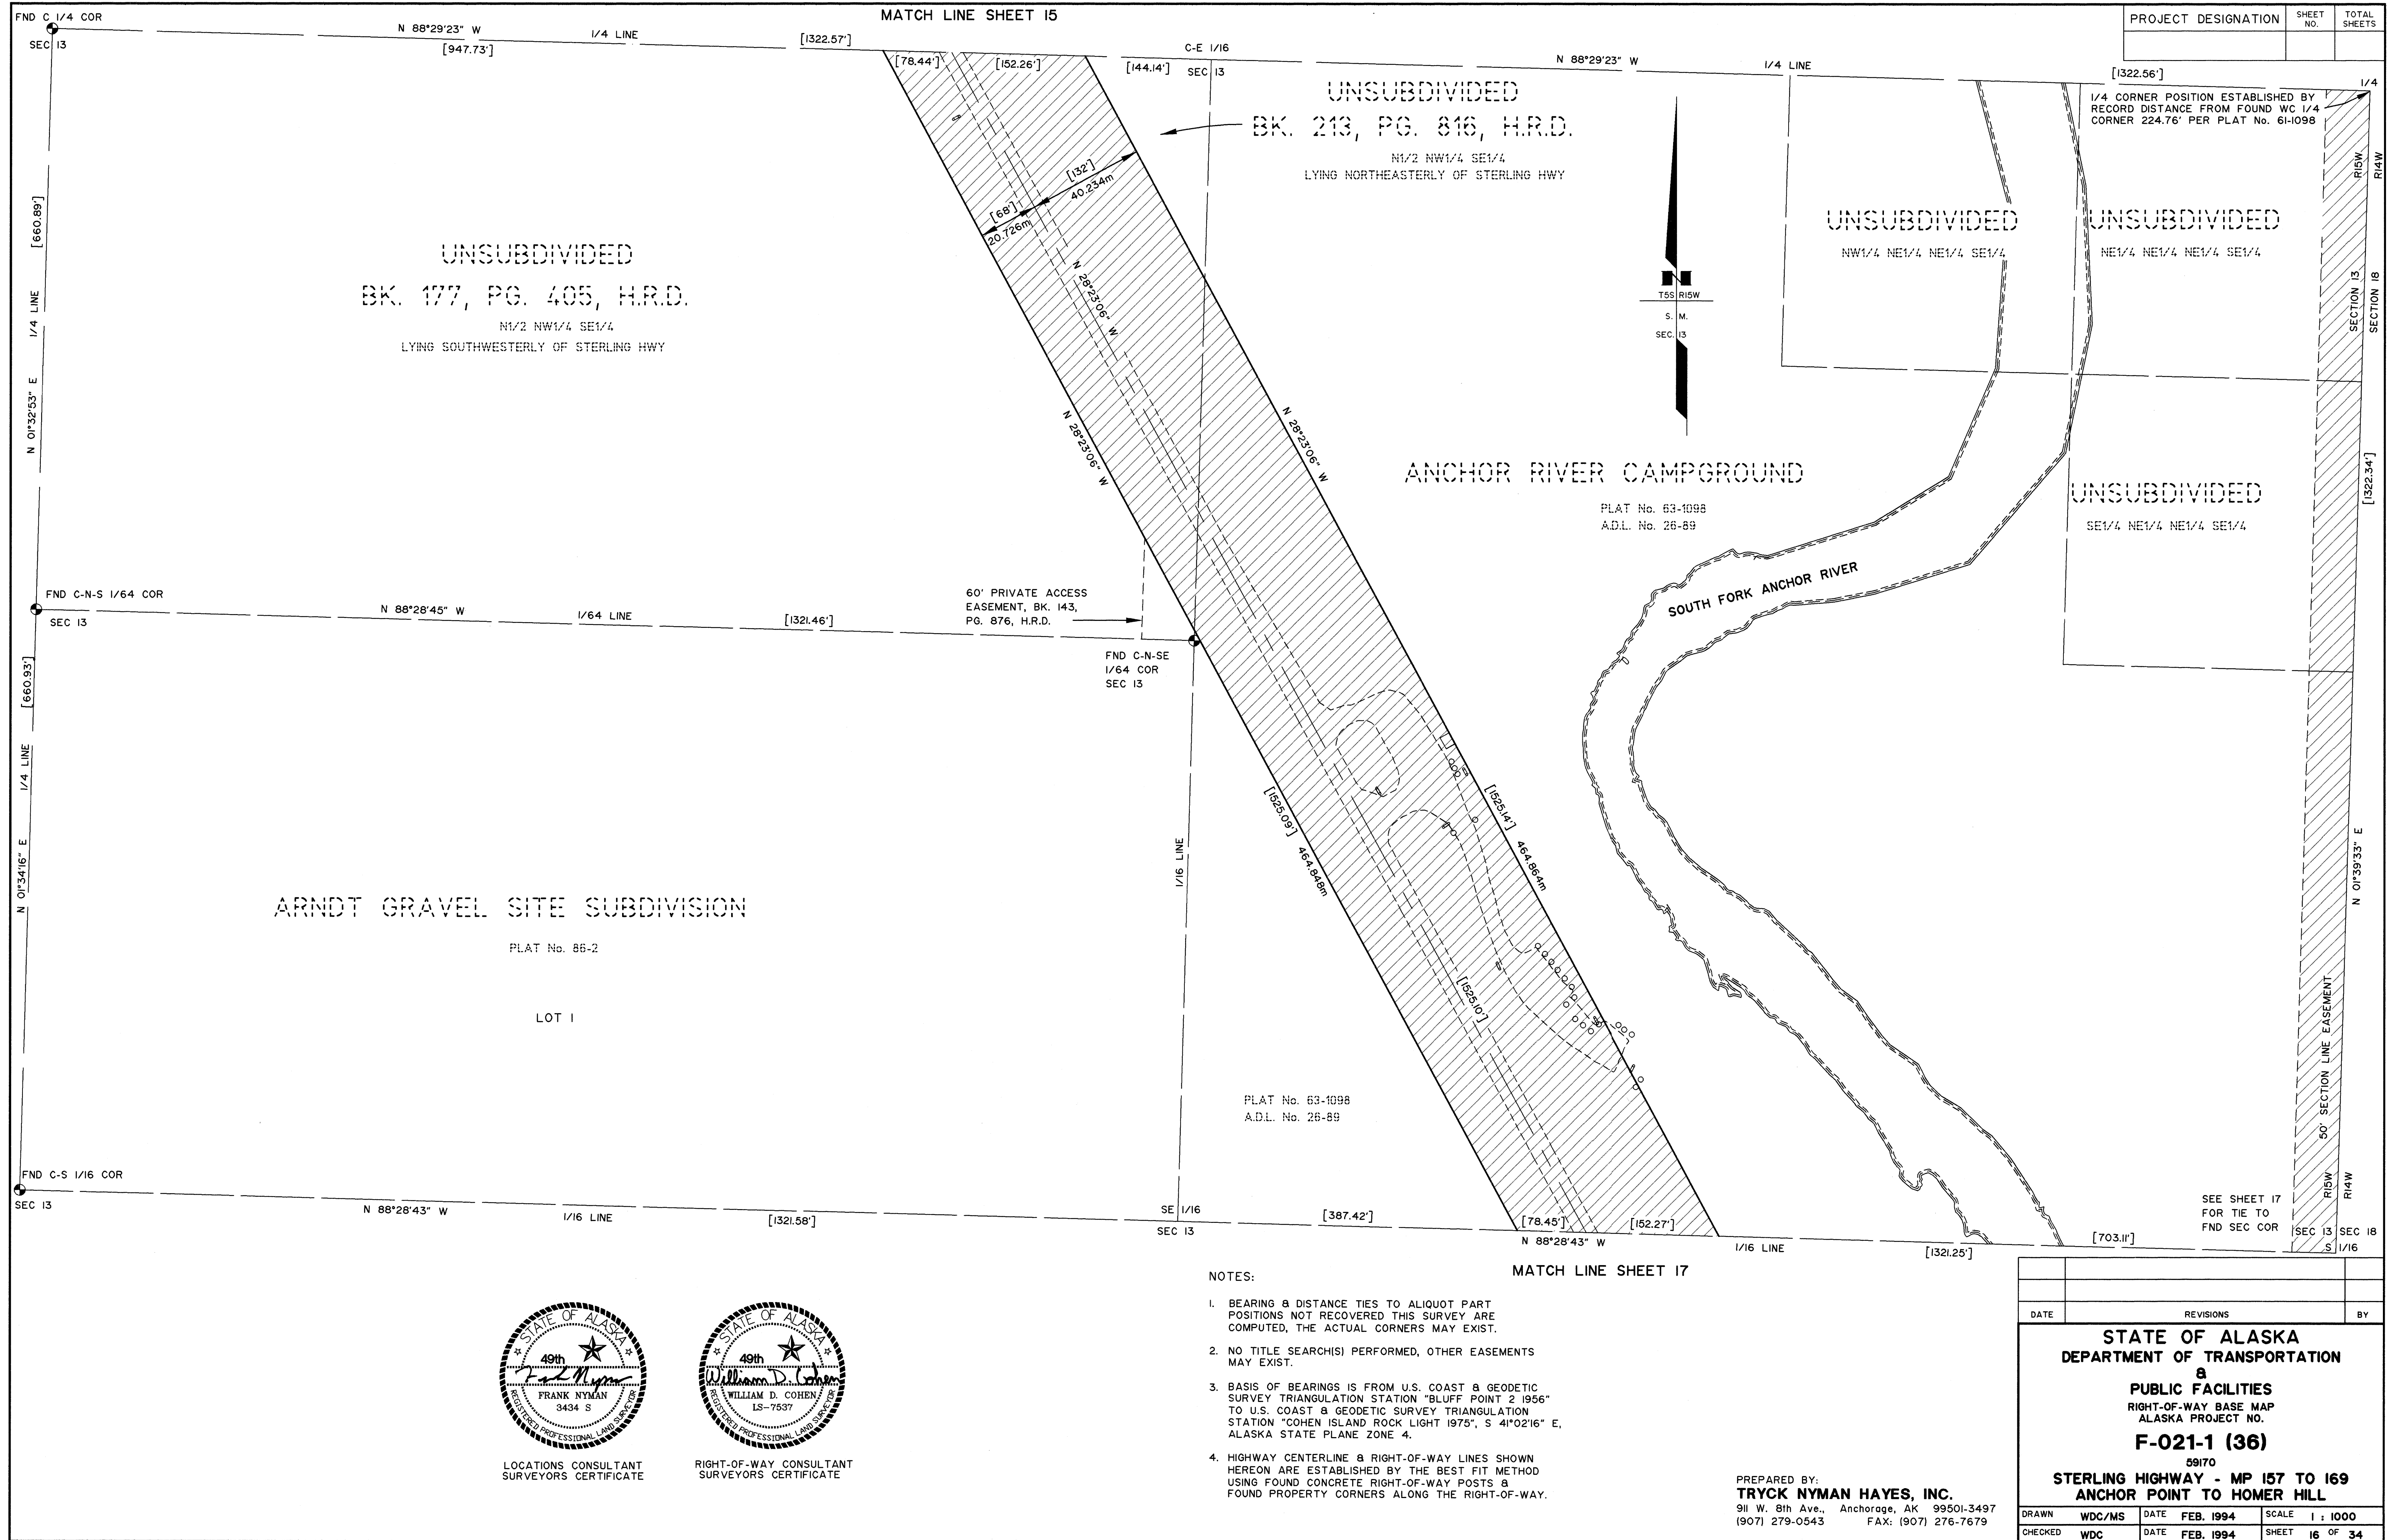 FND C 1/4 COR
SEC 13
N 88°29'23" W
[947.73']
1/4 LINE
[1322.57']
MATCH LINE SHEET 15
[78.44']
[152.26']
[144.14']
C-E 1/16
SEC 13
N 88°29'23" W
1/4 LINE
[1322.56']
1/4
PROJECT DESIGNATION
SHEET NO.
TOTAL SHEETS
1/4 CORNER POSITION ESTABLISHED BY
RECORD DISTANCE FROM FOUND WC 1/4
CORNER 224.76' PER PLAT No. 61-1098
UNSUBDIVIDED
BK. 213, PG. 816, H.R.D.
N1/2 NW1/4 SE1/4
LYING NORTHEASTERLY OF STERLING HWY
[132']
40.234m
[68']
20.726m
N 28°23'06" W
[660.89']
1/4 LINE
N 01°32'53" E
UNSUBDIVIDED
BK. 177, PG. 405, H.R.D.
N1/2 NW1/4 SE1/4
LYING SOUTHWESTERLY OF STERLING HWY
N
T5S R15W
S. M.
SEC. 13
UNSUBDIVIDED
NW1/4 NE1/4 NE1/4 SE1/4
UNSUBDIVIDED
NE1/4 NE1/4 NE1/4 SE1/4
R15W
R14W
SECTION 13
SECTION 18
N 28°23'06" W
N 28°23'06" W
ANCHOR RIVER CAMPGROUND
PLAT No. 63-1098
A.D.L. No. 26-89
UNSUBDIVIDED
SE1/4 NE1/4 NE1/4 SE1/4
[1322.34']
SOUTH FORK ANCHOR RIVER
FND C-N-S 1/64 COR
SEC 13
N 88°28'45" W
1/64 LINE
[1321.46']
60' PRIVATE ACCESS
EASEMENT, BK. 143,
PG. 876, H.R.D.
FND C-N-SE
1/64 COR
SEC 13
[660.93']
1/4 LINE
N 01°34'16" E
1/16 LINE
[1525.09']
464.848m
[1525.14']
464.864m
[1525.10']
N 01°39'33" E
50' SECTION LINE EASEMENT
R15W
R14W
ARNDT GRAVEL SITE SUBDIVISION
PLAT No. 86-2
LOT 1
PLAT No. 63-1098
A.D.L. No. 26-89
FND C-S 1/16 COR
SEC 13
N 88°28'43" W
1/16 LINE
[1321.58']
SE 1/16
SEC 13
[387.42']
[78.45']
[152.27']
N 88°28'43" W
1/16 LINE
[1321.25']
[703.11']
SEE SHEET 17
FOR TIE TO
FND SEC COR
SEC 13
SEC 18
S 1/16
MATCH LINE SHEET 17
NOTES:
1. BEARING & DISTANCE TIES TO ALIQUOT PART
POSITIONS NOT RECOVERED THIS SURVEY ARE
COMPUTED, THE ACTUAL CORNERS MAY EXIST.
2. NO TITLE SEARCH(S) PERFORMED, OTHER EASEMENTS
MAY EXIST.
3. BASIS OF BEARINGS IS FROM U.S. COAST & GEODETIC
SURVEY TRIANGULATION STATION "BLUFF POINT 2 1956"
TO U.S. COAST & GEODETIC SURVEY TRIANGULATION
STATION "COHEN ISLAND ROCK LIGHT 1975", S 41°02'16" E,
ALASKA STATE PLANE ZONE 4.
4. HIGHWAY CENTERLINE & RIGHT-OF-WAY LINES SHOWN
HEREON ARE ESTABLISHED BY THE BEST FIT METHOD
USING FOUND CONCRETE RIGHT-OF-WAY POSTS &
FOUND PROPERTY CORNERS ALONG THE RIGHT-OF-WAY.
STATE OF ALASKA
49th
Frank Nyman
FRANK NYMAN
3434 S
REGISTERED PROFESSIONAL LAND SURVEYOR
LOCATIONS CONSULTANT
SURVEYORS CERTIFICATE
STATE OF ALASKA
49th
William D. Cohen
WILLIAM D. COHEN
LS-7537
REGISTERED PROFESSIONAL LAND SURVEYOR
RIGHT-OF-WAY CONSULTANT
SURVEYORS CERTIFICATE
PREPARED BY:
TRYCK NYMAN HAYES, INC.
911 W. 8th Ave., Anchorage, AK 99501-3497
(907) 279-0543 FAX: (907) 276-7679
DATE REVISIONS BY
STATE OF ALASKA
DEPARTMENT OF TRANSPORTATION
&
PUBLIC FACILITIES
RIGHT-OF-WAY BASE MAP
ALASKA PROJECT NO.
F-021-1 (36)
59170
STERLING HIGHWAY - MP 157 TO 169
ANCHOR POINT TO HOMER HILL
DRAWN WDC/MS DATE FEB. 1994 SCALE 1 : 1000
CHECKED WDC DATE FEB. 1994 SHEET 16 OF 34